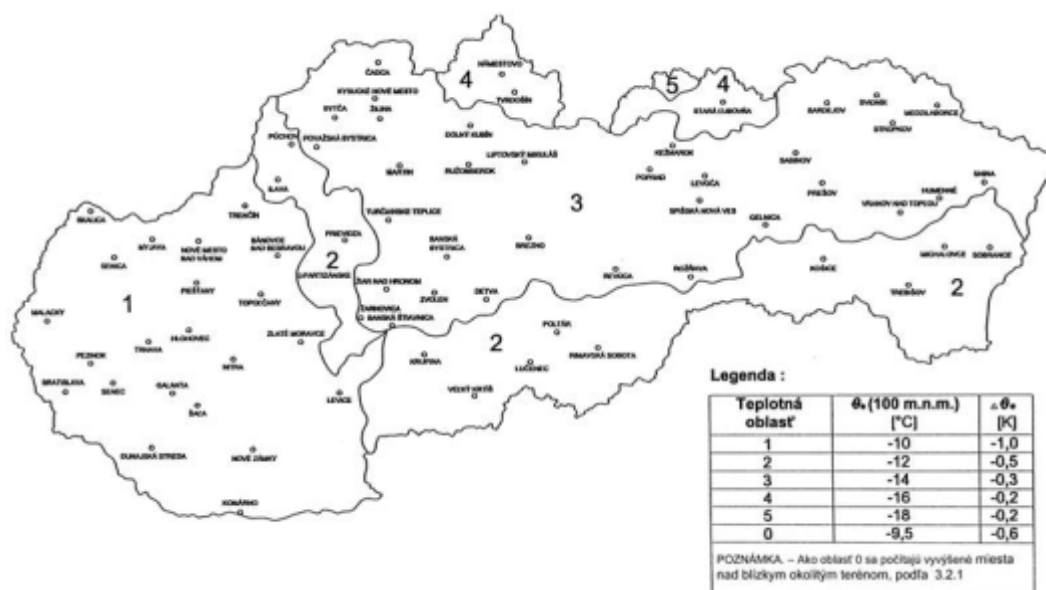 4
NÁMESTOVO
TVRDOŠÍN
5
4
STARÁ ĽUBOVŇA
ČADCA
KYSUCKÉ NOVÉ MESTO
BYTČA
ŽILINA
DOLNÝ KUBÍN
BARDEJOV
SVIDNÍK
MEDZILABORCE
STROPKOV
PÚCHOV
POVAŽSKÁ BYSTRICA
MARTIN
RUŽOMBEROK
LIPTOVSKÝ MIKULÁŠ
KEŽMAROK
POPRAD
LEVOČA
SABINOV
PREŠOV
SNINA
HUMENNÉ
VRANOV NAD TOPĽOU
ILAVA
TRENČÍN
TURČIANSKE TEPLICE
3
SPIŠSKÁ NOVÁ VES
GELNICA
SKALICA
MYJAVA
NOVÉ MESTO
NAD VÁHOM
BÁNOVCE
NAD BEBRAVOU
PRIEVIDZA
2
PARTIZÁNSKE
BANSKÁ
BYSTRICA
BREZNO
REVÚCA
ROŽŇAVA
KOŠICE
MICHALOVCE
SOBRANCE
TREBIŠOV
2
SENICA
1
PIEŠŤANY
TOPOĽČANY
ŽIAR NAD HRONOM
ZVOLEN
DETVA
ŽARNOVICA
BANSKÁ ŠTIAVNICA
MALACKY
HLOHOVEC
TRNAVA
ZLATÉ MORAVCE
POLTÁR
2
KRUPINA
LUČENEC
RIMAVSKÁ SOBOTA
VEĽKÝ KRTÍŠ
PEZINOK
BRATISLAVA
SENEC
GALANTA
NITRA
ŠAĽA
LEVICE
DUNAJSKÁ STREDA
NOVÉ ZÁMKY
KOMÁRNO
Legenda :
Teplotná oblasť θe (100 m.n.m.) [°C] △θe [K]
1 -10 -1,0
2 -12 -0,5
3 -14 -0,3
4 -16 -0,2
5 -18 -0,2
0 -9,5 -0,6
POZNÁMKA. – Ako oblasť 0 sa počítajú vyvýšené miesta
nad blízkym okolitým terénom, podľa 3.2.1